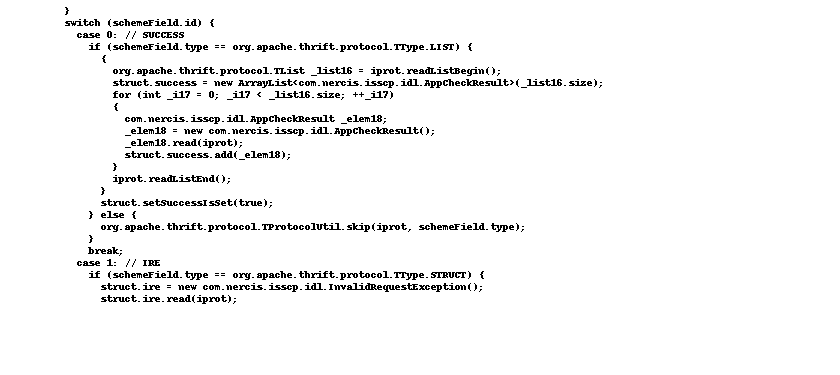 }
switch (schemeField.id) {
case 0: // SUCCESS
if (schemeField.type == org.apache.thrift.protocol.TType.LIST) {
{
org.apache.thrift.protocol.TList _list16 = iprot.readListBegin();
struct.success = new ArrayList<com.nercis.isscp.idl.AppCheckResult>(_list16.size);
for (int _i17 = 0; _i17 < _list16.size; ++_i17)
{
com.nercis.isscp.idl.AppCheckResult _elem18;
_elem18 = new com.nercis.isscp.idl.AppCheckResult();
_elem18.read(iprot);
struct.success.add(_elem18);
}
iprot.readListEnd();
}
struct.setSuccessIsSet(true);
} else {
org.apache.thrift.protocol.TProtocolUtil.skip(iprot, schemeField.type);
}
break;
case 1: // IRE
if (schemeField.type == org.apache.thrift.protocol.TType.STRUCT) {
struct.ire = new com.nercis.isscp.idl.InvalidRequestException();
struct.ire.read(iprot);